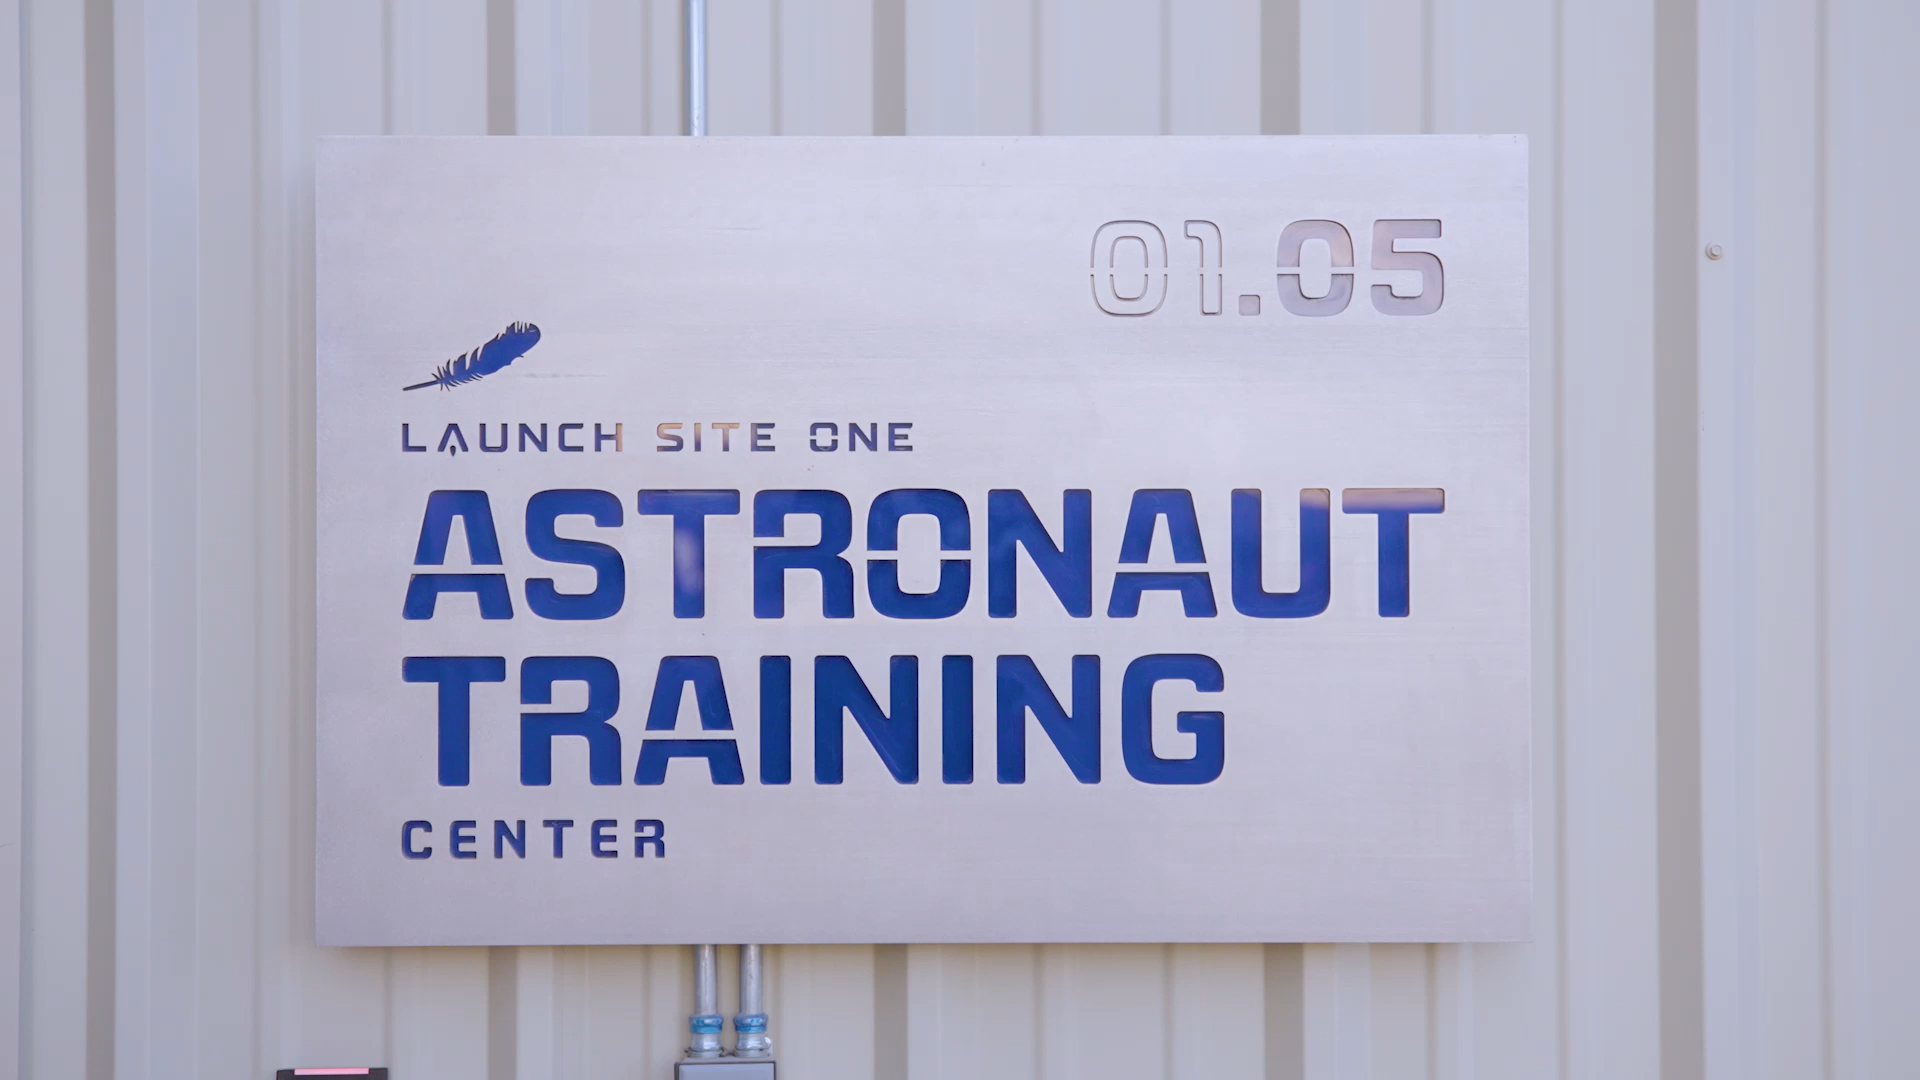 01.05
LAUNCH SITE ONE
ASTRONAUT
TRAINING
CENTER